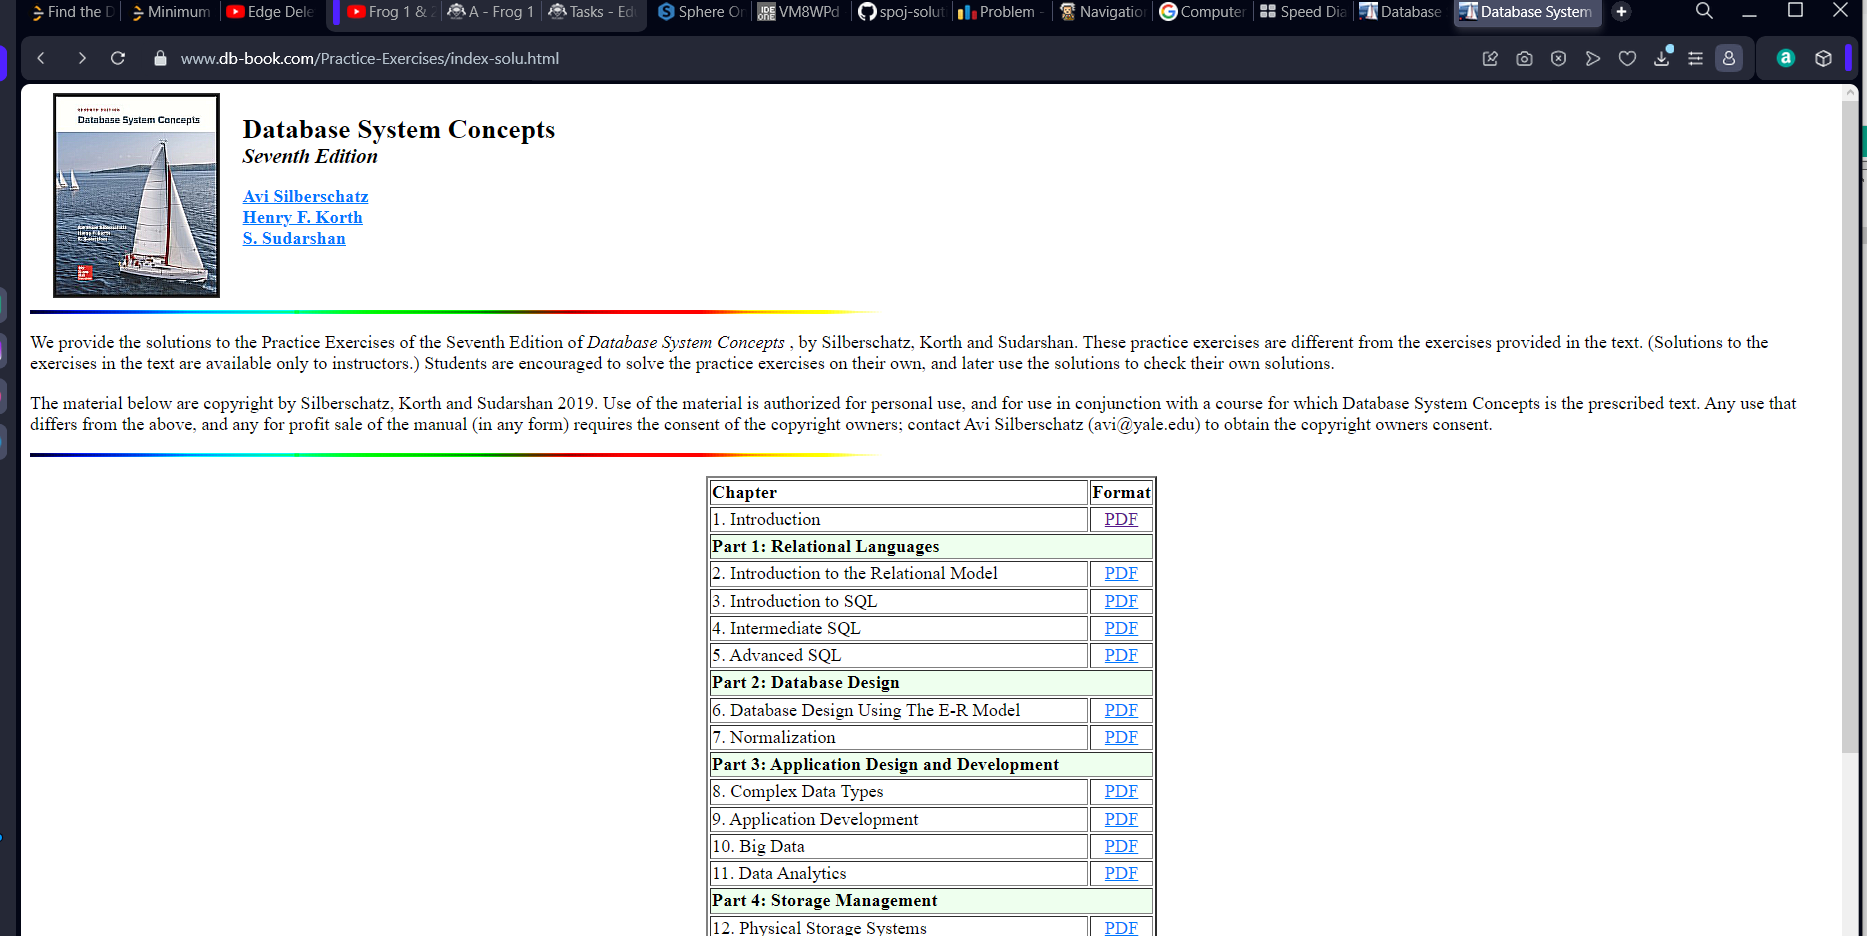 Find the D
Minimum
Edge Dele
Frog 1 & 2
A - Frog 1
Tasks - Edu
Sphere On
VM8WPd
spoj-solut
Problem -
Navigation
Computer
Speed Dia
Database
Database System
www.db-book.com/Practice-Exercises/index-solu.html
SEVENTH EDITION
Database System Concepts
Database System Concepts
Seventh Edition
Avi Silberschatz
Henry F. Korth
S. Sudarshan
We provide the solutions to the Practice Exercises of the Seventh Edition of Database System Concepts , by Silberschatz, Korth and Sudarshan. These practice exercises are different from the exercises provided in the text. (Solutions to the
exercises in the text are available only to instructors.) Students are encouraged to solve the practice exercises on their own, and later use the solutions to check their own solutions.
The material below are copyright by Silberschatz, Korth and Sudarshan 2019. Use of the material is authorized for personal use, and for use in conjunction with a course for which Database System Concepts is the prescribed text. Any use that
differs from the above, and any for profit sale of the manual (in any form) requires the consent of the copyright owners; contact Avi Silberschatz (avi@yale.edu) to obtain the copyright owners consent.
Chapter Format
1. Introduction PDF
Part 1: Relational Languages
2. Introduction to the Relational Model PDF
3. Introduction to SQL PDF
4. Intermediate SQL PDF
5. Advanced SQL PDF
Part 2: Database Design
6. Database Design Using The E-R Model PDF
7. Normalization PDF
Part 3: Application Design and Development
8. Complex Data Types PDF
9. Application Development PDF
10. Big Data PDF
11. Data Analytics PDF
Part 4: Storage Management
12. Physical Storage Systems PDF